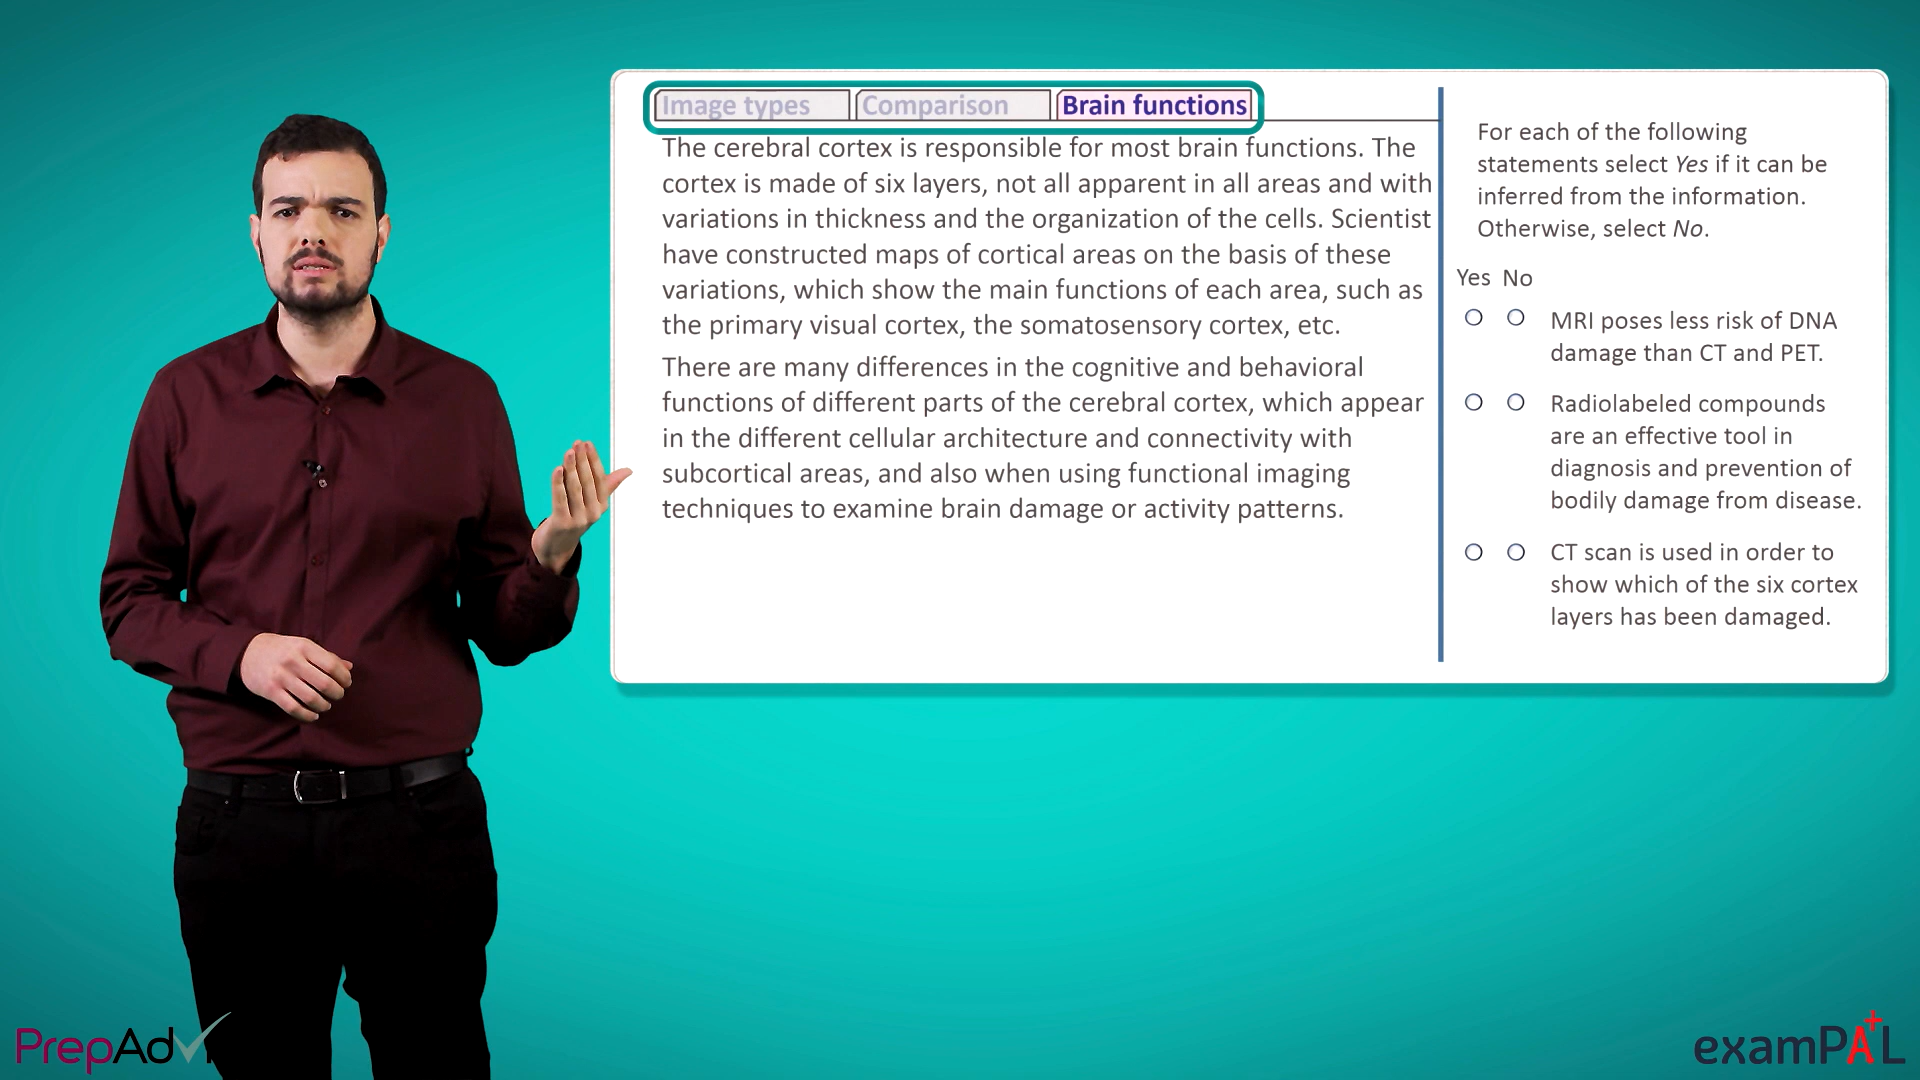 Image types
Comparison
Brain functions
The cerebral cortex is responsible for most brain functions. The
cortex is made of six layers, not all apparent in all areas and with
variations in thickness and the organization of the cells. Scientist
have constructed maps of cortical areas on the basis of these
variations, which show the main functions of each area, such as
the primary visual cortex, the somatosensory cortex, etc.
There are many differences in the cognitive and behavioral
functions of different parts of the cerebral cortex, which appear
in the different cellular architecture and connectivity with
subcortical areas, and also when using functional imaging
techniques to examine brain damage or activity patterns.
For each of the following
statements select Yes if it can be
inferred from the information.
Otherwise, select No.
Yes No
MRI poses less risk of DNA
damage than CT and PET.
Radiolabeled compounds
are an effective tool in
diagnosis and prevention of
bodily damage from disease.
CT scan is used in order to
show which of the six cortex
layers has been damaged.
examPAL